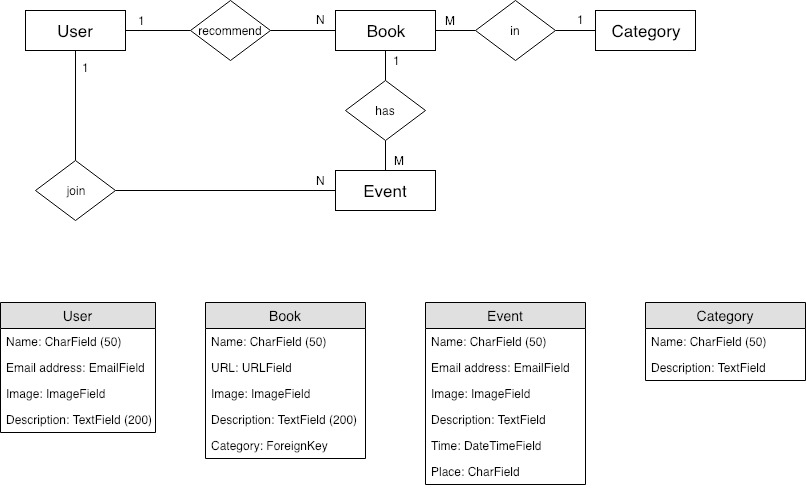 User 1 recommend N Book M in 1 Category
1 1
has
M
join N Event
User
Name: CharField (50)
Email address: EmailField
Image: ImageField
Description: TextField (200)
Book
Name: CharField (50)
URL: URLField
Image: ImageField
Description: TextField (200)
Category: ForeignKey
Event
Name: CharField (50)
Email address: EmailField
Image: ImageField
Description: TextField
Time: DateTimeField
Place: CharField
Category
Name: CharField (50)
Description: TextField